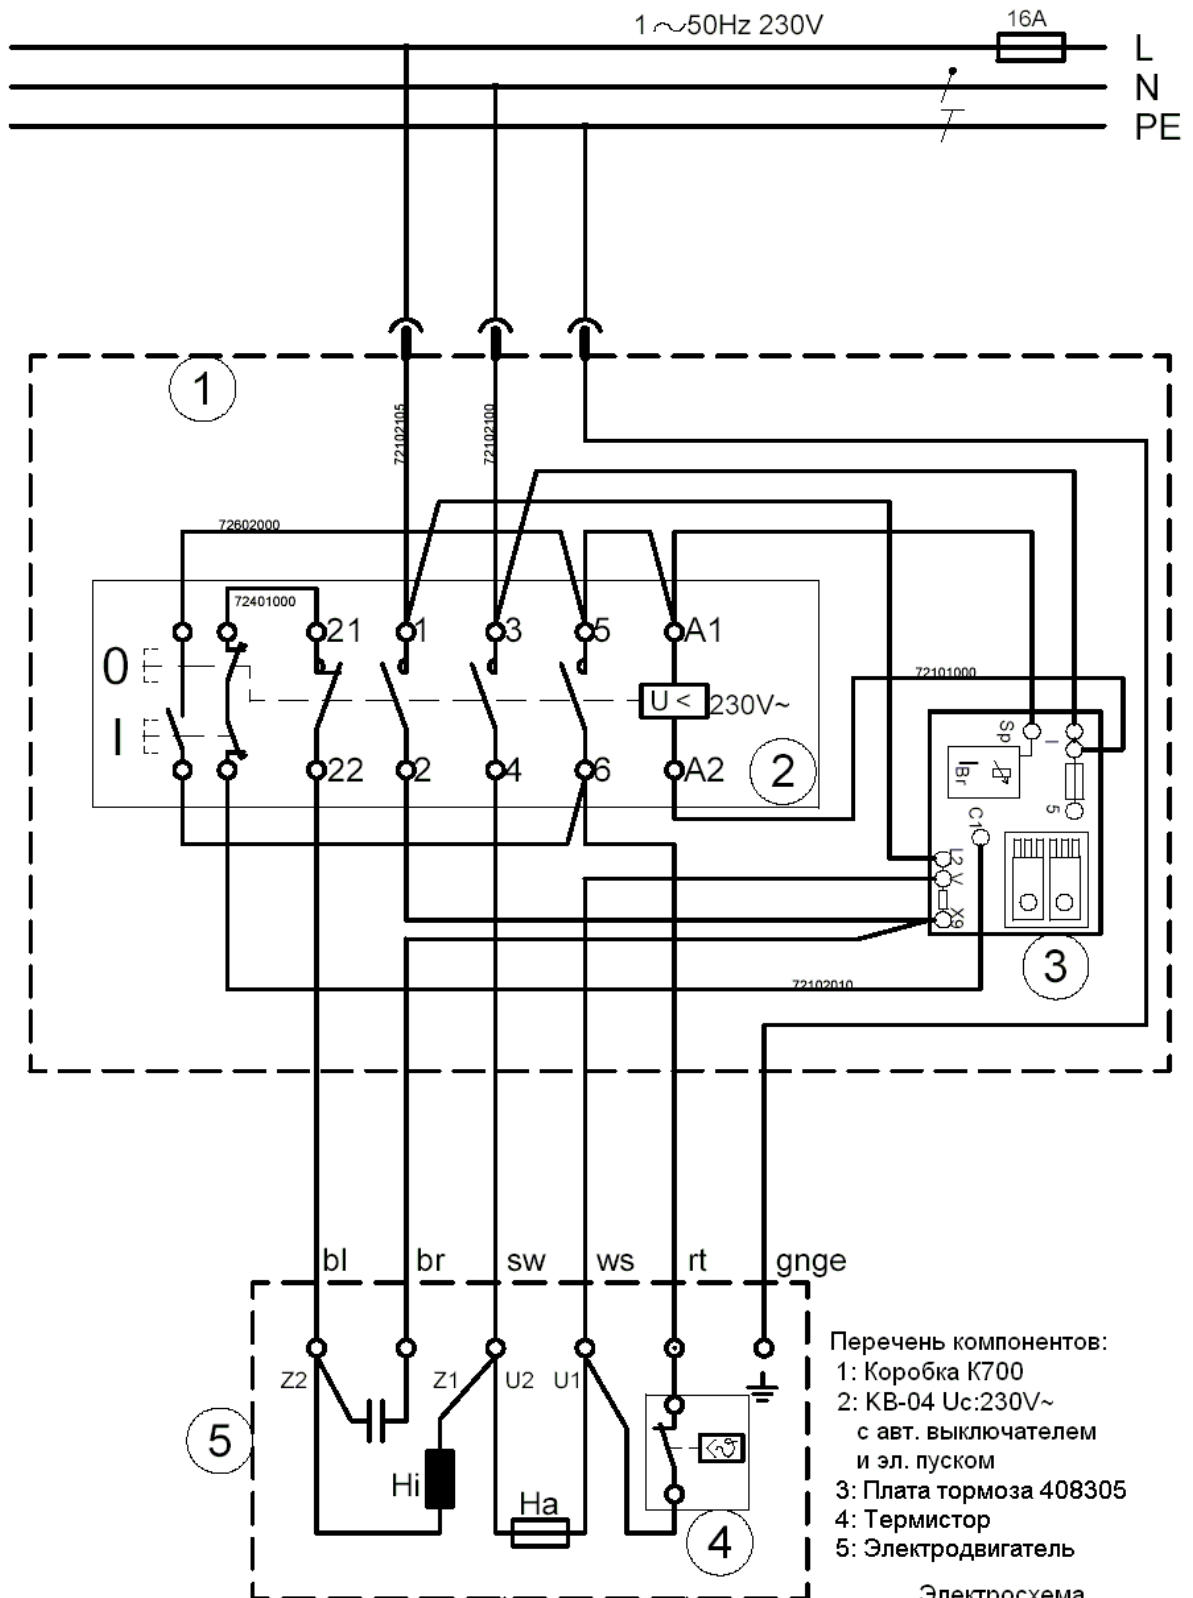 1 ~50Hz 230V
16A
L
N
PE
1
72102105
72102100
72602000
72401000
21
1
3
5
A1
0
U <
230V~
72101000
I
Sp
I
IBr
2
22
2
4
6
A2
5
C1
L2
V
X9
3
72102010
bl
br
sw
ws
rt
gnge
Z2
Z1
U2
U1
5
Hi
Ha
4
Перечень компонентов:
1: Коробка К700
2: KB-04 Uc:230V~
с авт. выключателем
и эл. пуском
3: Плата тормоза 408305
4: Термистор
5: Электродвигатель
Электросхема